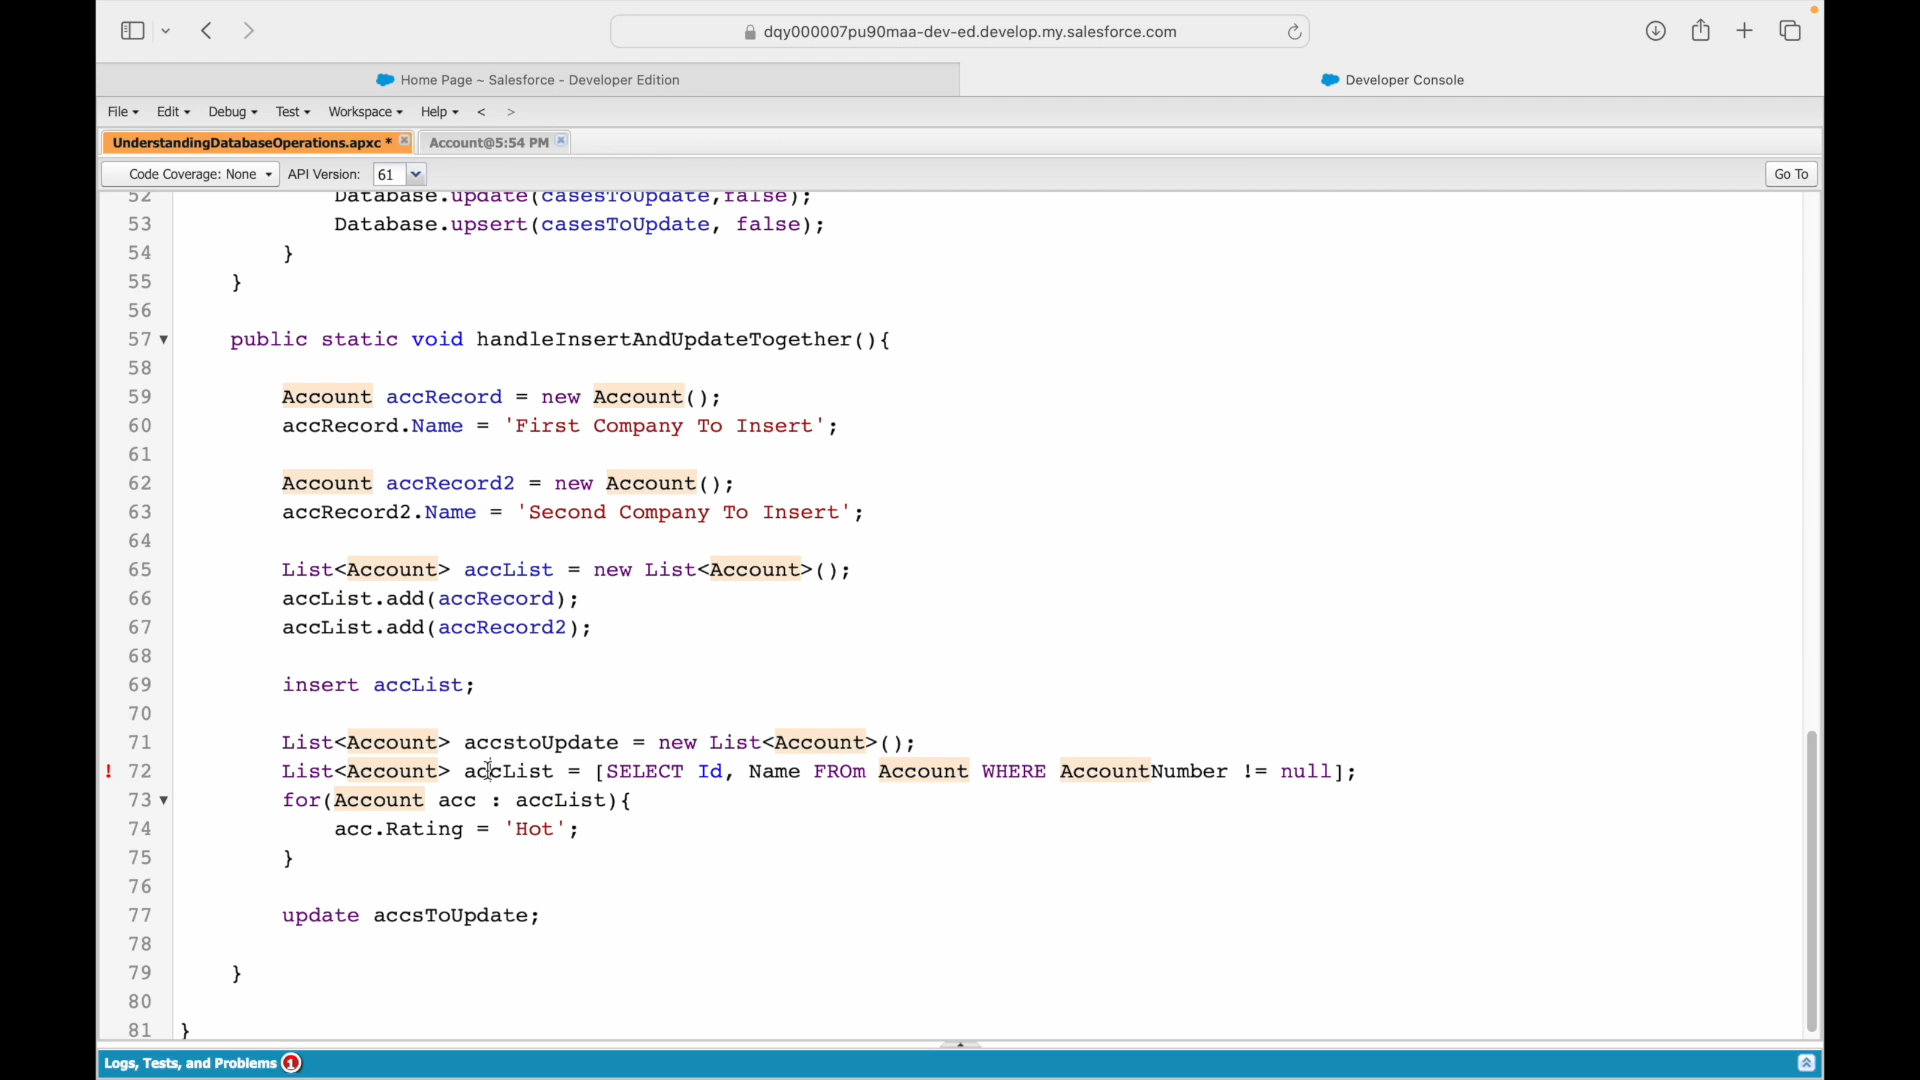 dqy000007pu90maa-dev-ed.develop.my.salesforce.com
Home Page ~ Salesforce - Developer Edition
Developer Console
File Edit Debug Test Workspace Help < >
UnderstandingDatabaseOperations.apxc *
Account@5:54 PM
Code Coverage: None API Version: 61 Go To
52 Database.update(casesToUpdate,false);
53 Database.upsert(casesToUpdate, false);
54 }
55 }
56
57 public static void handleInsertAndUpdateTogether(){
58
59 Account accRecord = new Account();
60 accRecord.Name = 'First Company To Insert';
61
62 Account accRecord2 = new Account();
63 accRecord2.Name = 'Second Company To Insert';
64
65 List<Account> accList = new List<Account>();
66 accList.add(accRecord);
67 accList.add(accRecord2);
68
69 insert accList;
70
71 List<Account> accstoUpdate = new List<Account>();
! 72 List<Account> accList = [SELECT Id, Name FROm Account WHERE AccountNumber != null];
73 for(Account acc : accList){
74 acc.Rating = 'Hot';
75 }
76
77 update accsToUpdate;
78
79 }
80
81 }
Logs, Tests, and Problems 1